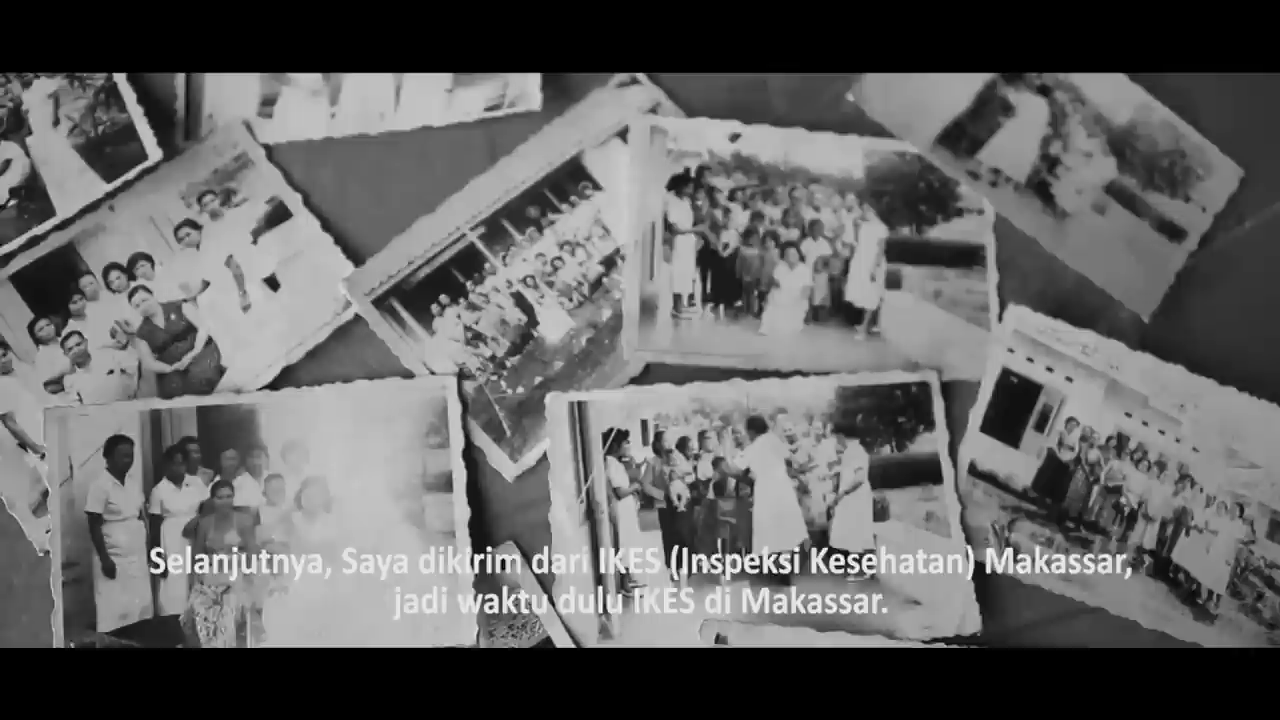 Selanjutnya, Saya dikirim dari IKES (Inspeksi Kesehatan) Makassar,
jadi waktu dulu IKES di Makassar.